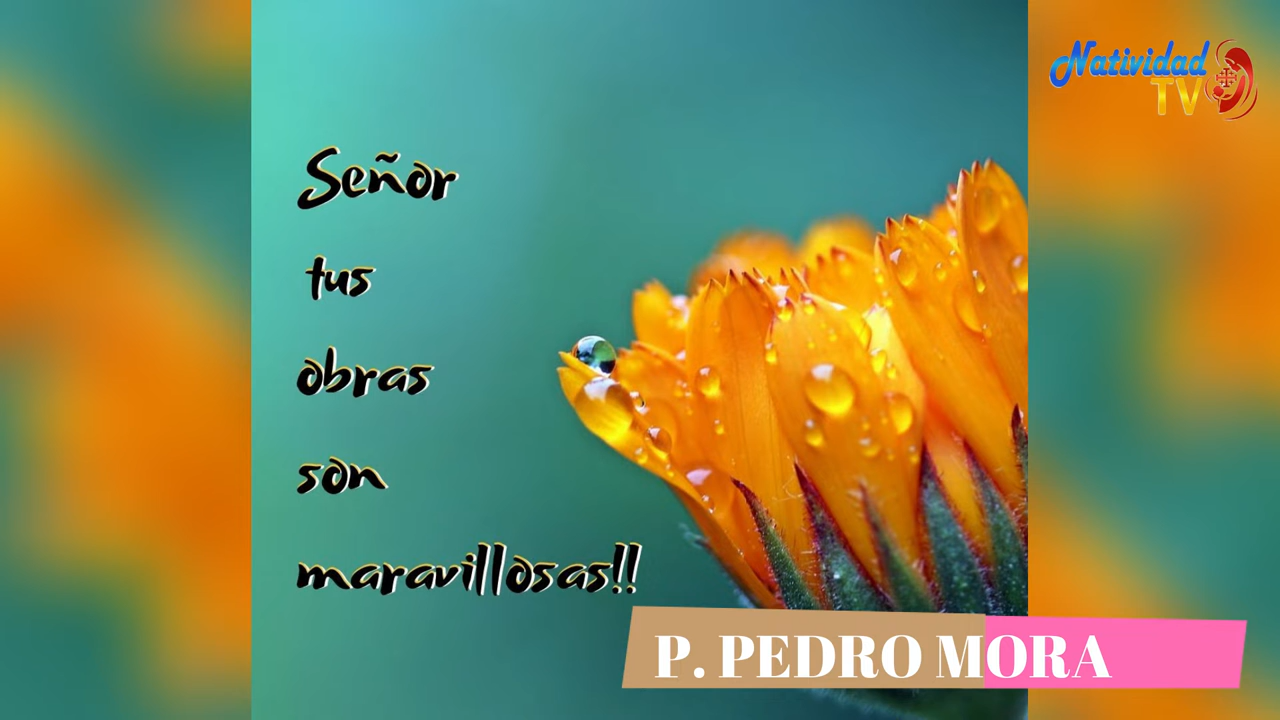 Natividad
TV
Señor
tus
obras
son
maravillosas!!
P. PEDRO MORA